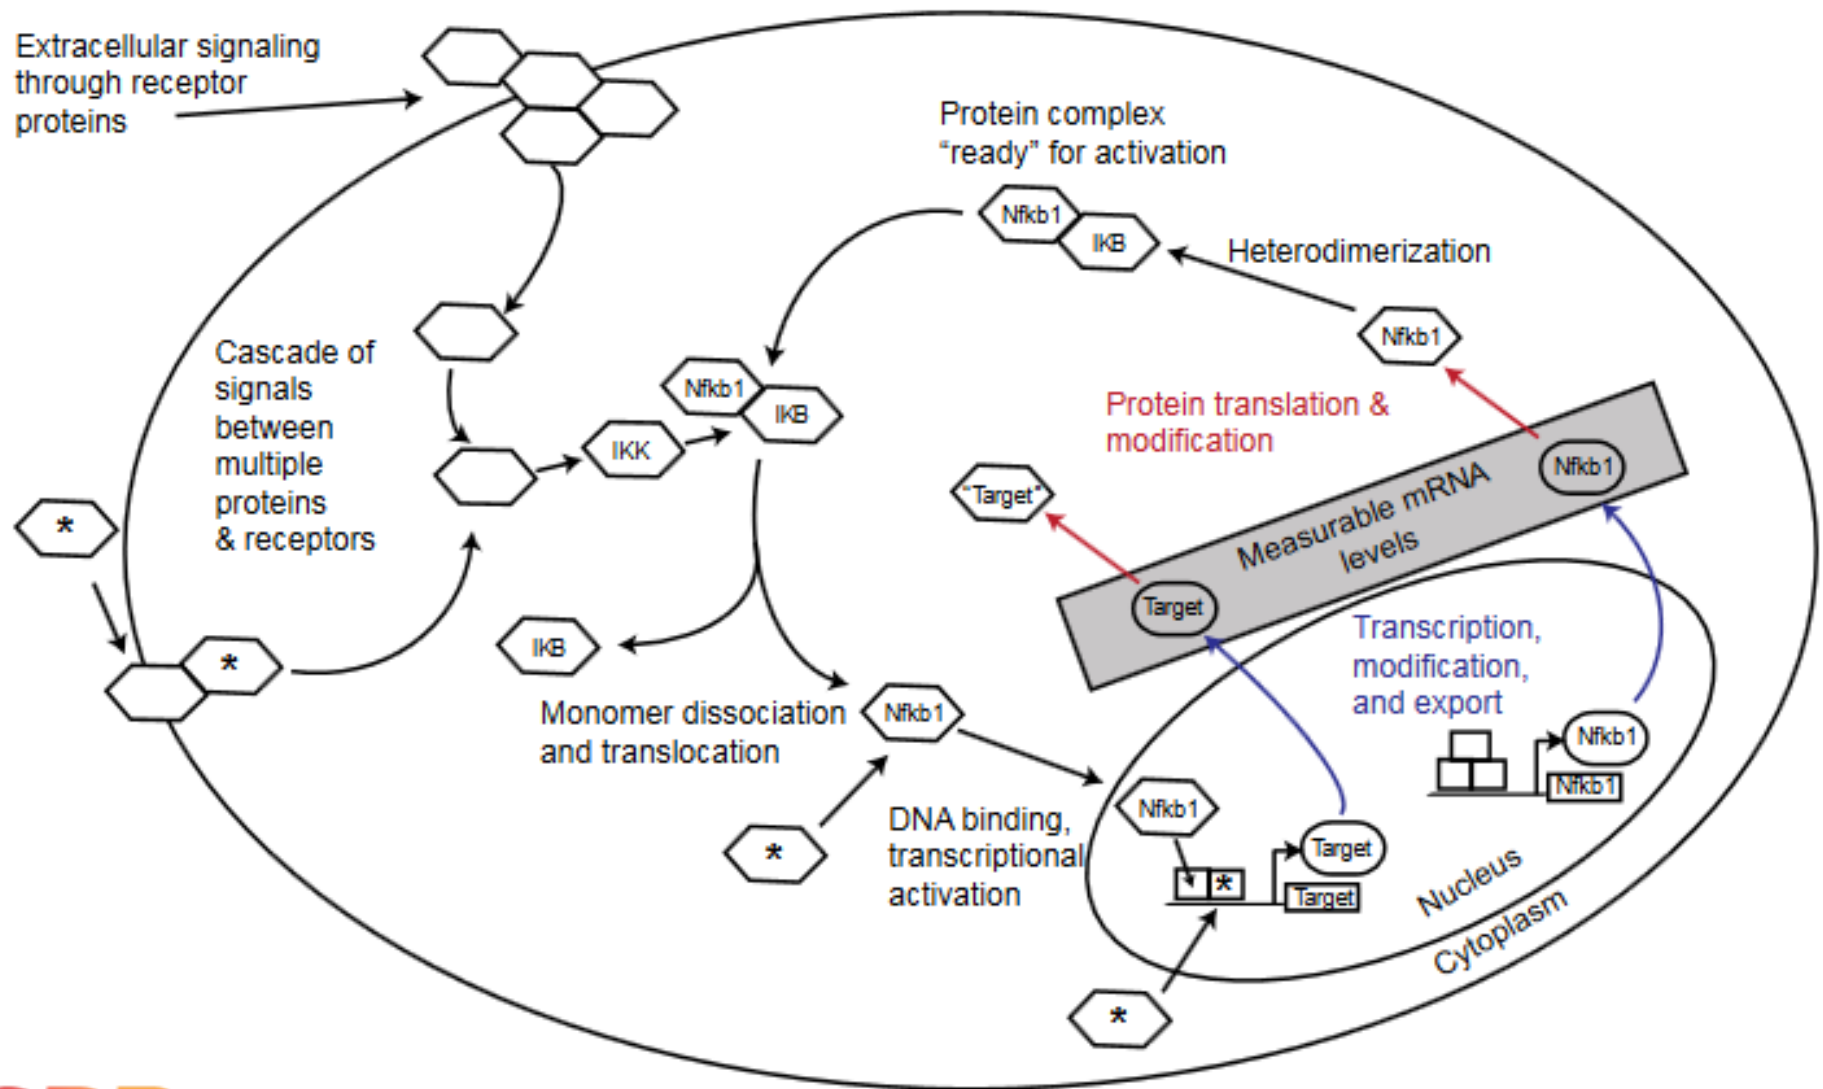 Extracellular signaling
through receptor
proteins
Protein complex
“ready” for activation
Nfkb1
IKB
Heterodimerization
Nfkb1
Cascade of
signals
between
multiple
proteins
& receptors
Nfkb1
IKB
IKK
Protein translation &
modification
Nfkb1
Measurable mRNA
levels
“Target”
Target
*
*
IKB
Monomer dissociation
and translocation
Nfkb1
*
Transcription,
modification,
and export
Nfkb1
Nfkb1
DNA binding,
transcriptional
activation
Nfkb1
*
Target
Target
*
Nucleus
Cytoplasm